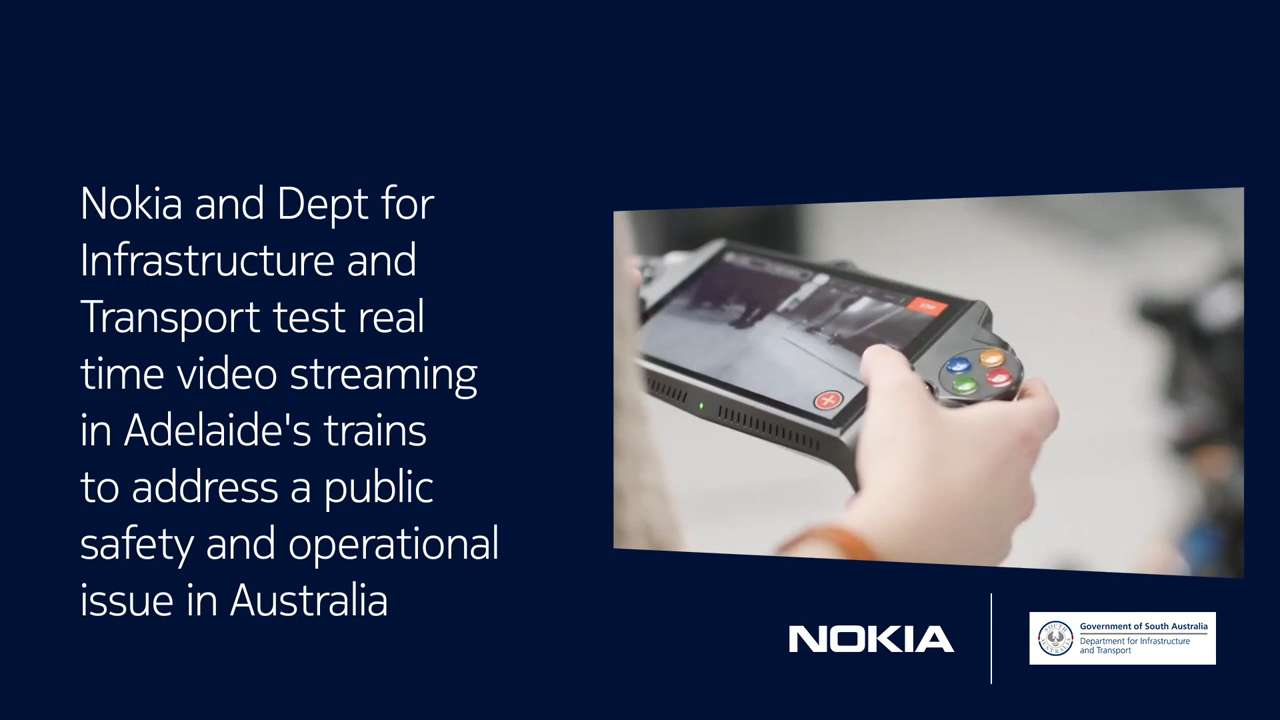 Nokia and Dept for
Infrastructure and
Transport test real
time video streaming
in Adelaide's trains
to address a public
safety and operational
issue in Australia
NOKIA
Government of South Australia
Department for Infrastructure
and Transport